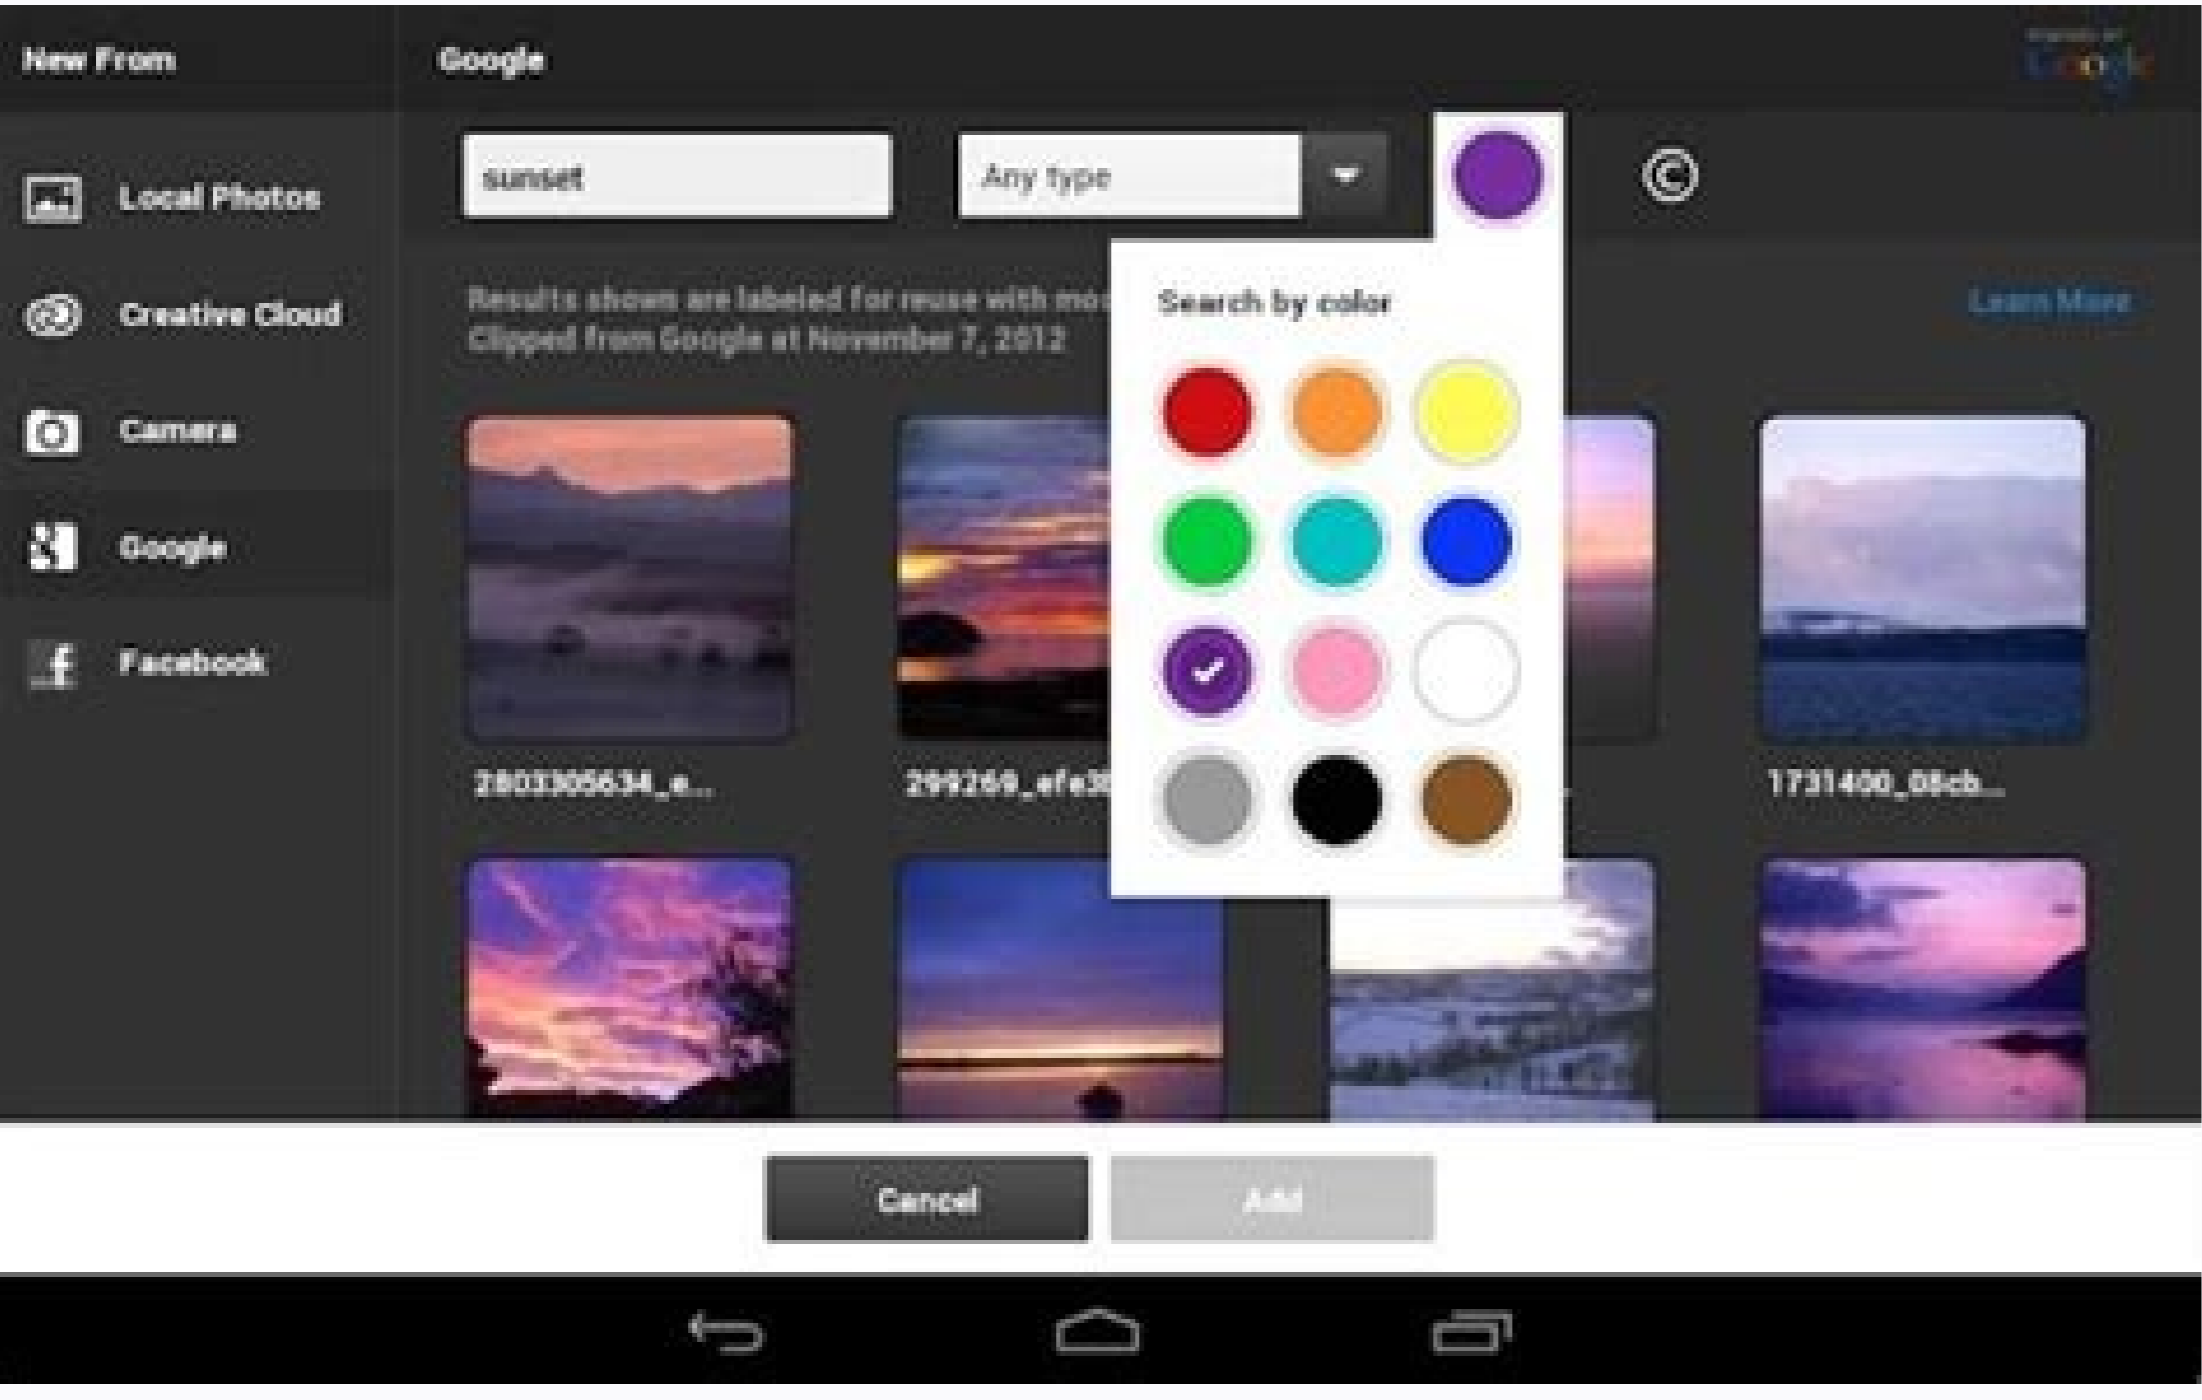 New From
Google
sunset
Any type
Local Photos
Creative Cloud
Camera
Google
Facebook
Results shown are labeled for reuse with
Clipped from Google at November 7, 2012
Learn More
Search by color
2803305634_e...
299269_efe3
1731400_08cb...
Cancel
Add